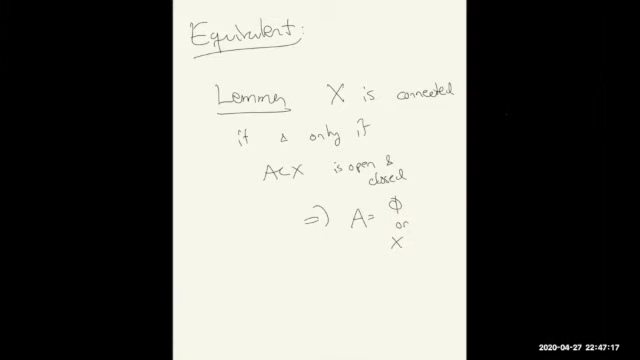 Equivalent:
Lemma X is connected
if & only if
A⊂X is open & closed
⇒ A= ∅
or
X
2020-04-27 22:47:17